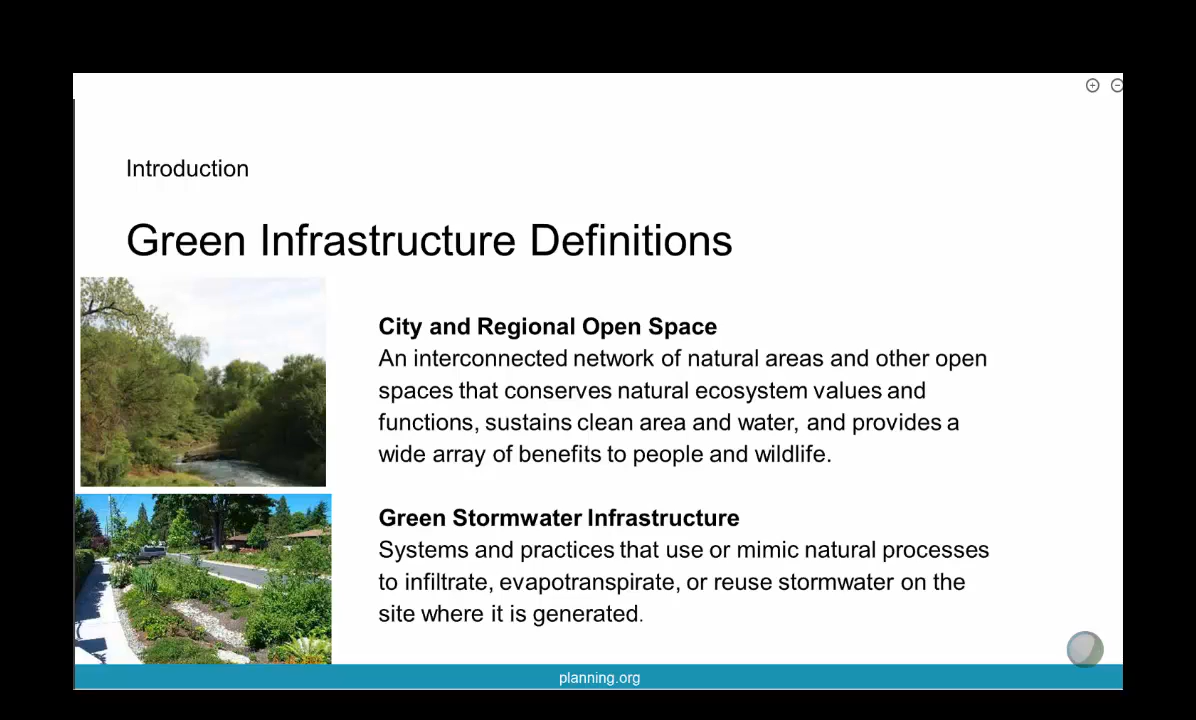 Introduction
Green Infrastructure Definitions
City and Regional Open Space
An interconnected network of natural areas and other open
spaces that conserves natural ecosystem values and
functions, sustains clean area and water, and provides a
wide array of benefits to people and wildlife.
Green Stormwater Infrastructure
Systems and practices that use or mimic natural processes
to infiltrate, evapotranspirate, or reuse stormwater on the
site where it is generated.
planning.org